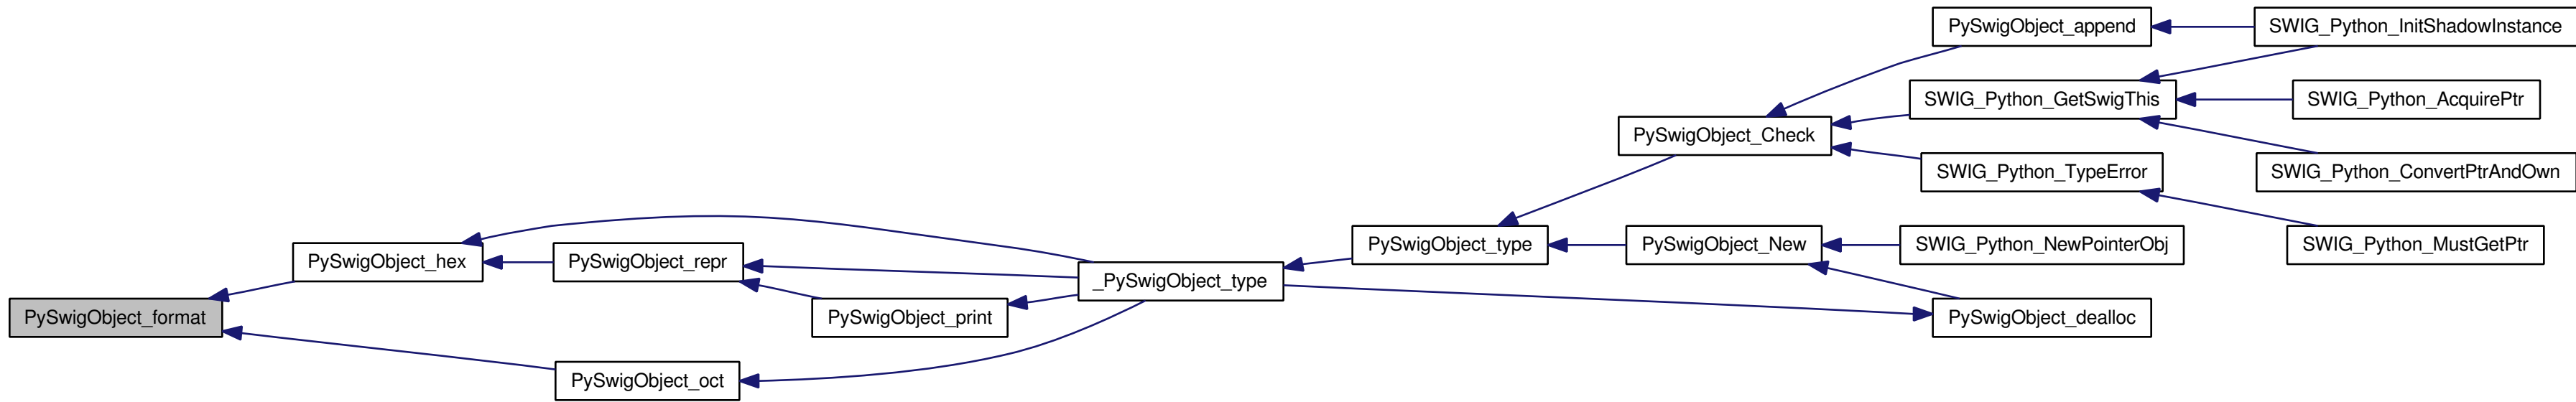 PySwigObject_append
SWIG_Python_InitShadowInstance
SWIG_Python_GetSwigThis
SWIG_Python_AcquirePtr
PySwigObject_Check
SWIG_Python_TypeError
SWIG_Python_ConvertPtrAndOwn
PySwigObject_type
PySwigObject_New
SWIG_Python_NewPointerObj
SWIG_Python_MustGetPtr
PySwigObject_hex
PySwigObject_repr
_PySwigObject_type
PySwigObject_format
PySwigObject_print
PySwigObject_dealloc
PySwigObject_oct